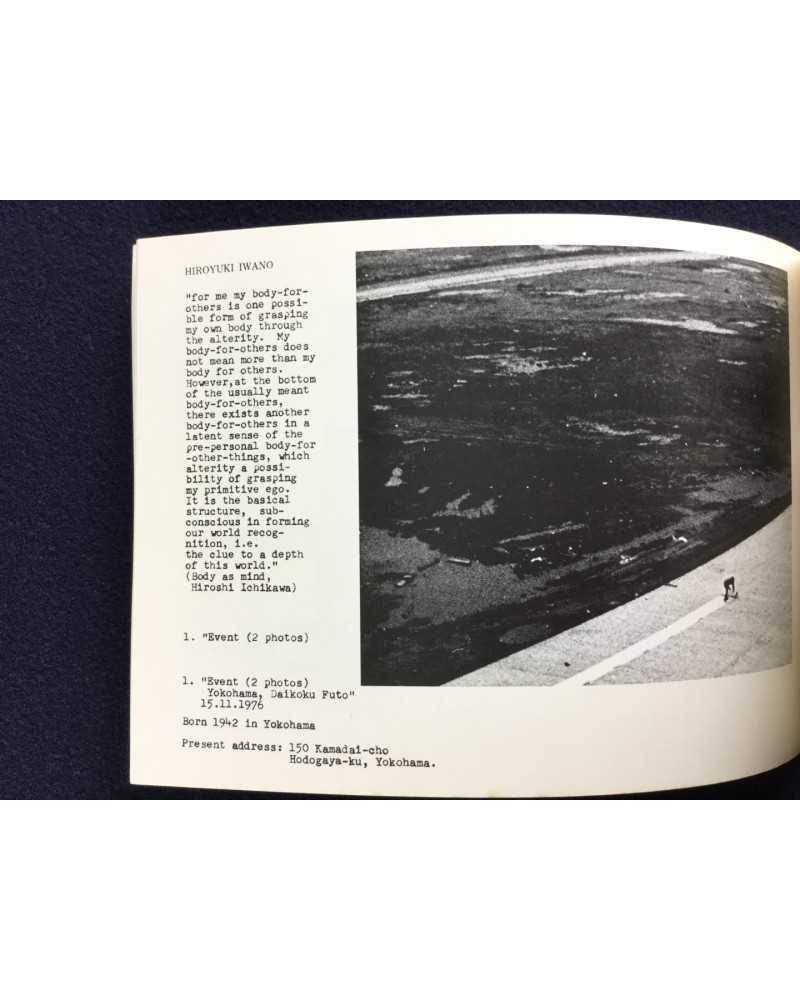 HIROYUKI IWANO
"for me my body-for-
others is one possi-
ble form of grasping
my own body through
the alterity.  My
body-for-others does
not mean more than my
body for others.
However,at the bottom
of the usually meant
body-for-others,
there exists another
body-for-others in a
latent sense of the
pre-personal body-for
-other-things, which
alterity a possi-
bility of grasping
my primitive ego.
It is the basical
structure,  sub-
conscious in forming
our world recog-
nition, i.e.
the clue to a depth
of this world."
(Body as mind,
Hiroshi Ichikawa)
1. "Event (2 photos)
1. "Event (2 photos)
Yokohama, Daikoku Futo"
15.11.1976
Born 1942 in Yokohama
Present address: 150 Kamadai-cho
Hodogaya-ku, Yokohama.